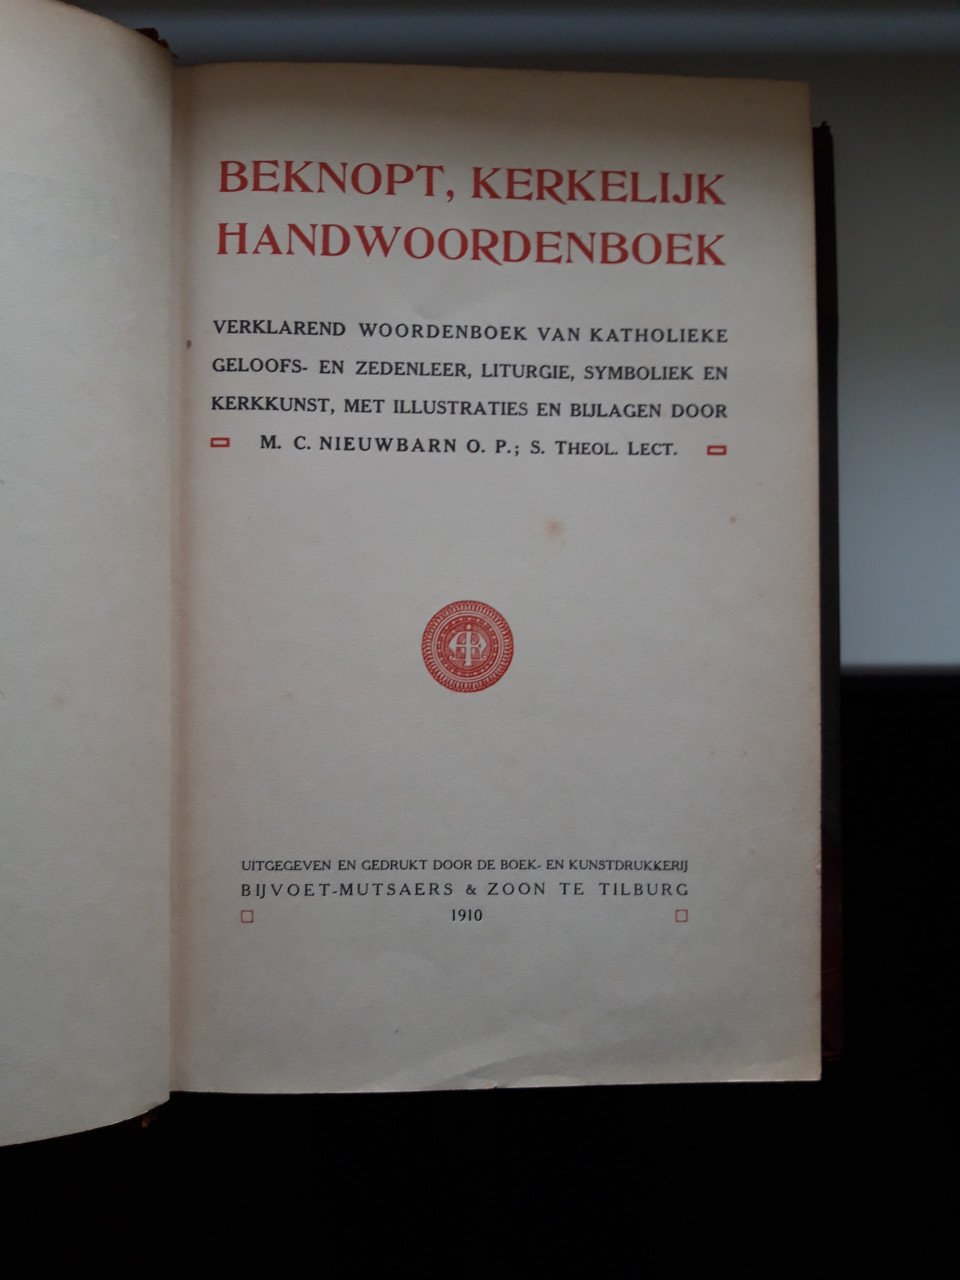 BEKNOPT, KERKELIJK
HANDWOORDENBOEK
VERKLAREND WOORDENBOEK VAN KATHOLIEKE
GELOOFS- EN ZEDENLEER, LITURGIE, SYMBOLIEK EN
KERKKUNST, MET ILLUSTRATIES EN BIJLAGEN DOOR
M. C. NIEUWBARN O. P.; S. THEOL. LECT.
UITGEGEVEN EN GEDRUKT DOOR DE BOEK- EN KUNSTDRUKKERIJ
BIJVOET-MUTSAERS & ZOON TE TILBURG
1910